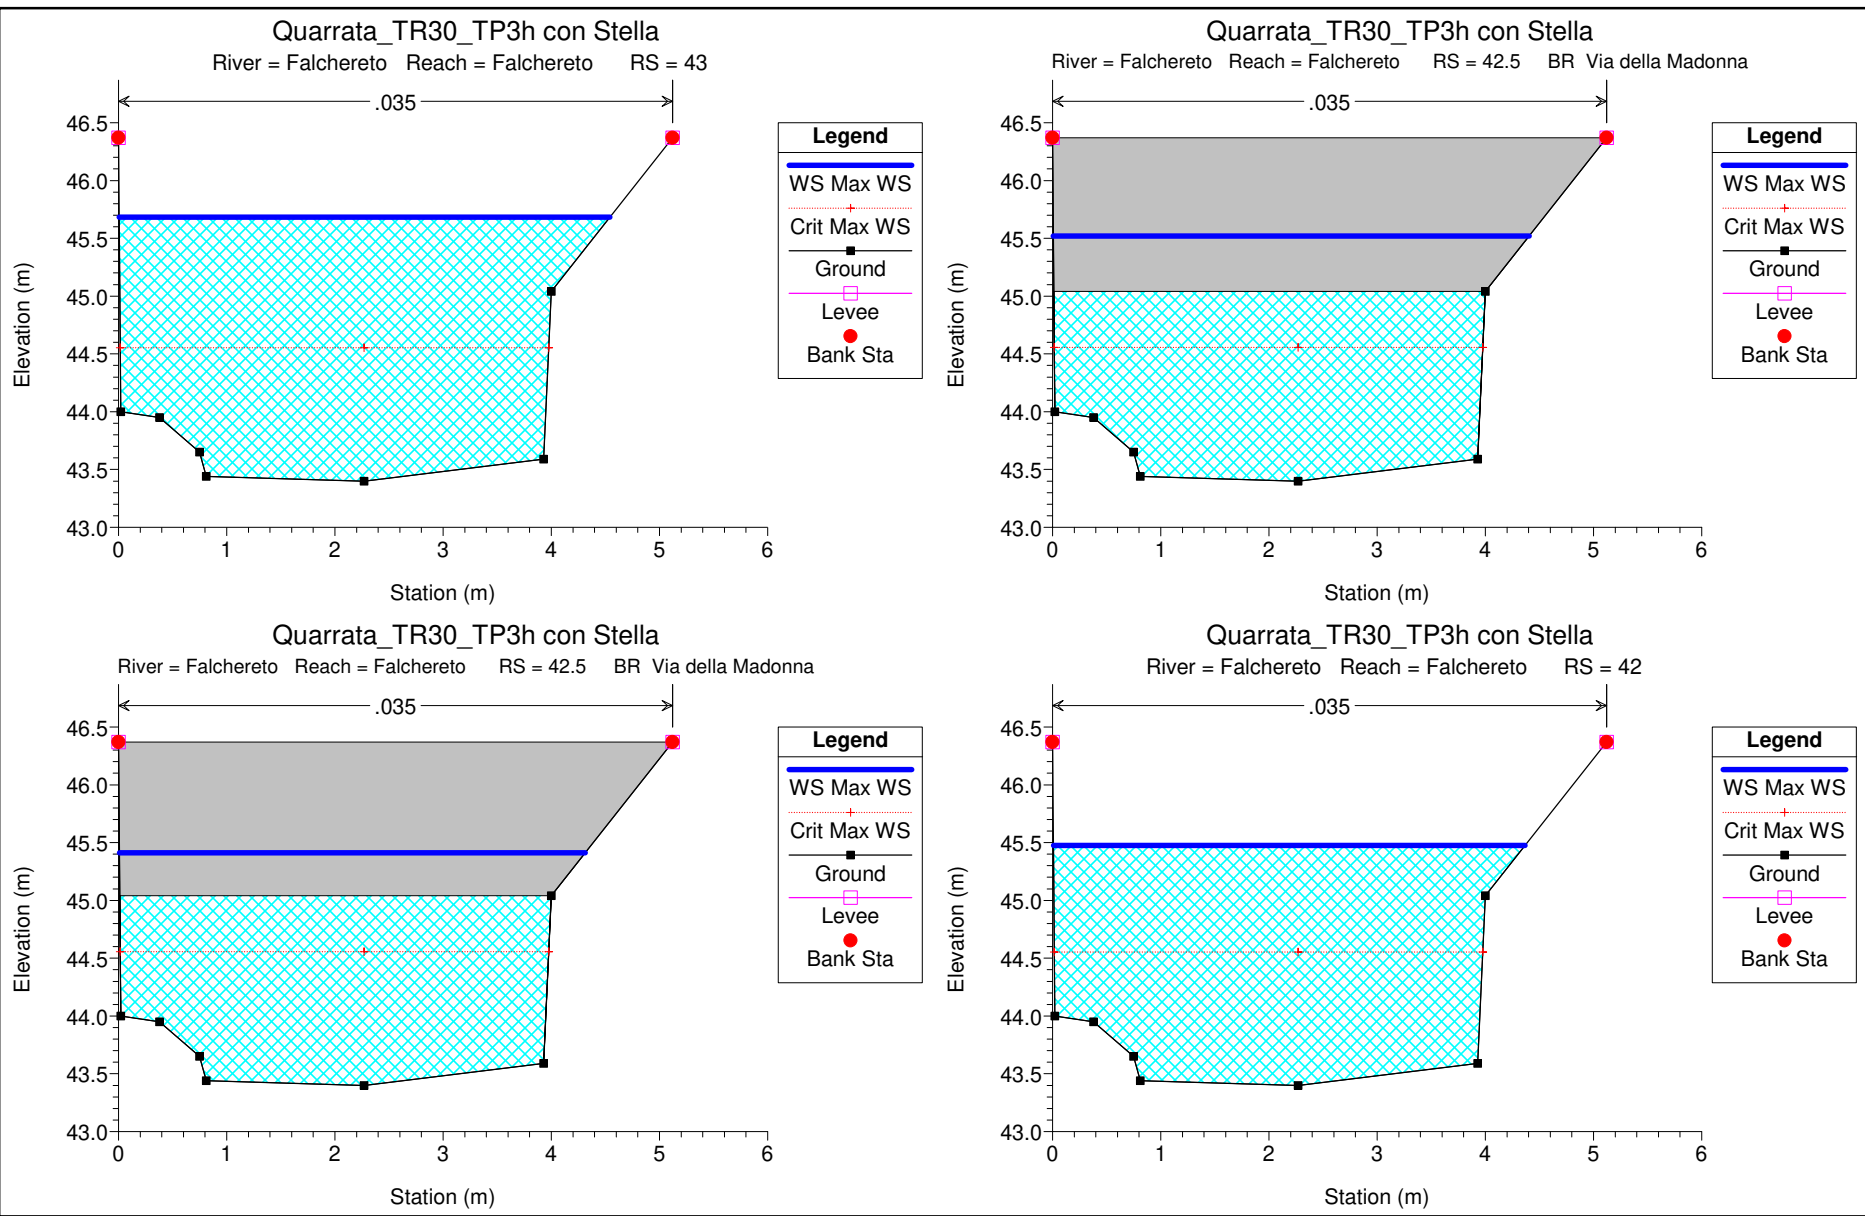 Quarrata_TR30_TP3h con Stella
River = Falchereto Reach = Falchereto RS = 43
.035
46.5
46.0
45.5
45.0
44.5
44.0
43.5
43.0
0 1 2 3 4 5 6
Elevation (m)
Station (m)
Legend
WS Max WS
Crit Max WS
Ground
Levee
Bank Sta
Quarrata_TR30_TP3h con Stella
River = Falchereto Reach = Falchereto RS = 42.5 BR Via della Madonna
.035
46.5
46.0
45.5
45.0
44.5
44.0
43.5
43.0
0 1 2 3 4 5 6
Elevation (m)
Station (m)
Legend
WS Max WS
Crit Max WS
Ground
Levee
Bank Sta
Quarrata_TR30_TP3h con Stella
River = Falchereto Reach = Falchereto RS = 42.5 BR Via della Madonna
.035
46.5
46.0
45.5
45.0
44.5
44.0
43.5
43.0
0 1 2 3 4 5 6
Elevation (m)
Station (m)
Legend
WS Max WS
Crit Max WS
Ground
Levee
Bank Sta
Quarrata_TR30_TP3h con Stella
River = Falchereto Reach = Falchereto RS = 42
.035
46.5
46.0
45.5
45.0
44.5
44.0
43.5
43.0
0 1 2 3 4 5 6
Elevation (m)
Station (m)
Legend
WS Max WS
Crit Max WS
Ground
Levee
Bank Sta